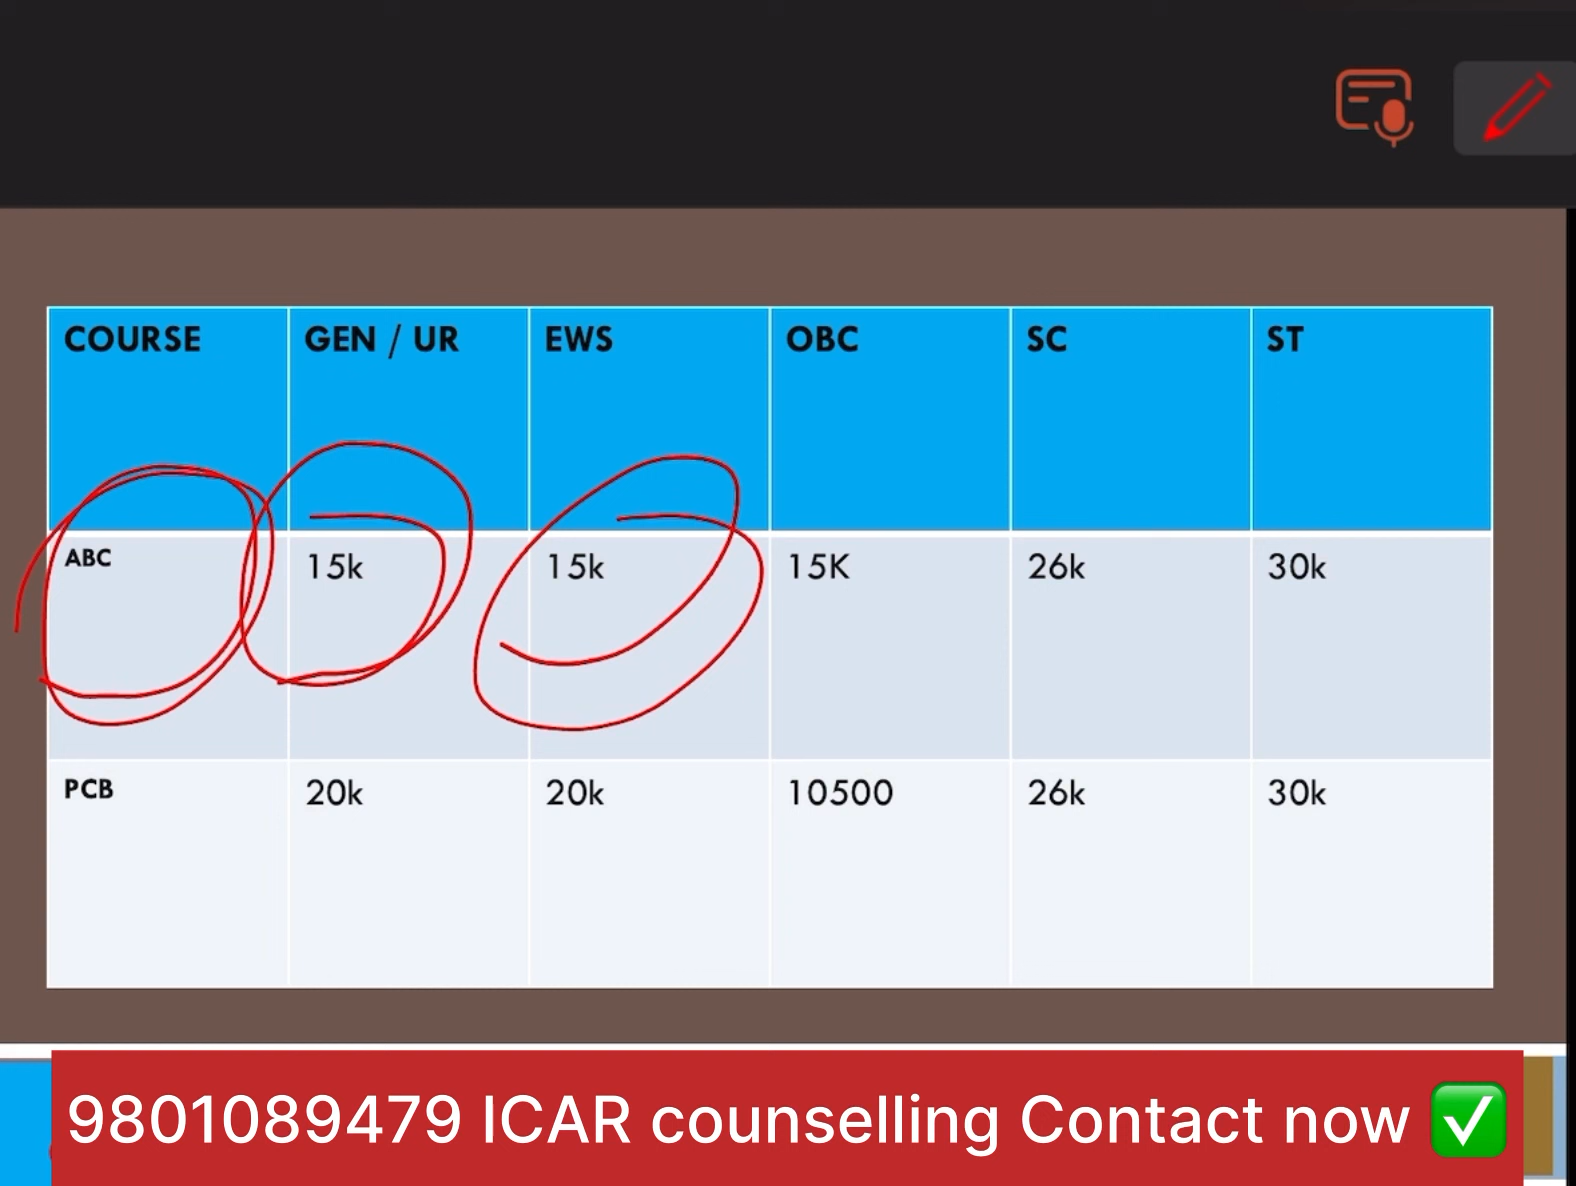 COURSE GEN / UR EWS OBC SC ST
ABC 15k 15k 15K 26k 30k
PCB 20k 20k 10500 26k 30k
9801089479 ICAR counselling Contact now ✅